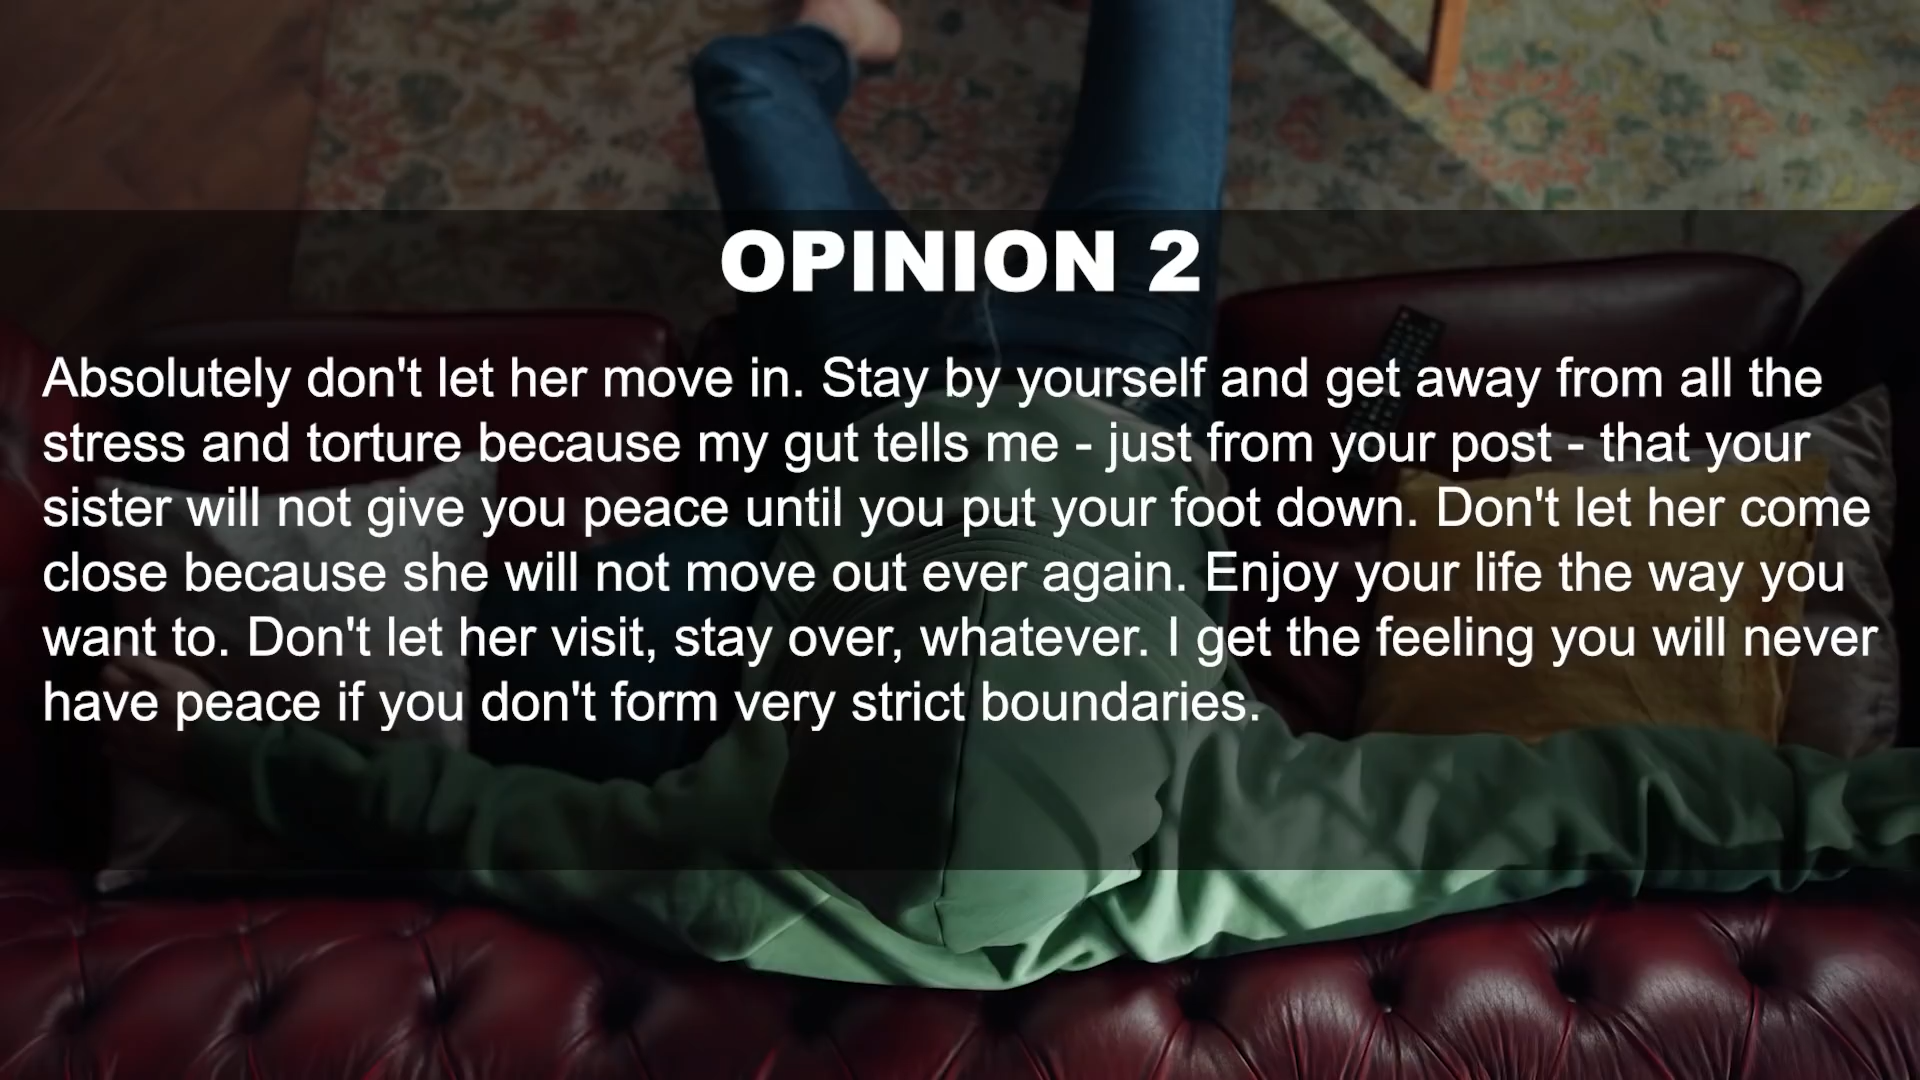 OPINION 2
Absolutely don't let her move in. Stay by yourself and get away from all the
stress and torture because my gut tells me - just from your post - that your
sister will not give you peace until you put your foot down. Don't let her come
close because she will not move out ever again. Enjoy your life the way you
want to. Don't let her visit, stay over, whatever. I get the feeling you will never
have peace if you don't form very strict boundaries.